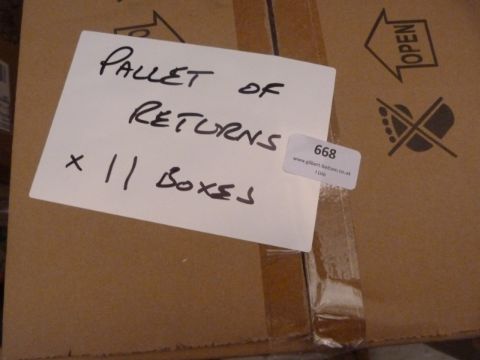 PALLET OF
RETURNS
x 11 BOXES
668
www.gilbert-baitson.co.uk
OPEN